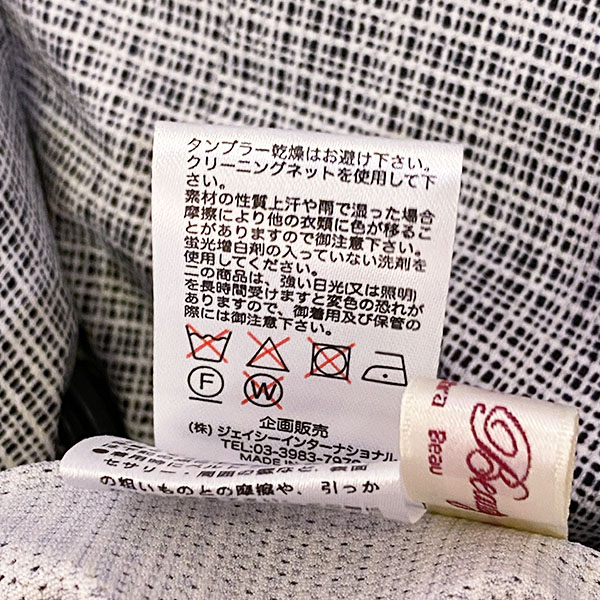 タンブラー乾燥はお避け下さい。
クリーニングネットを使用して下
さい。
素材の性質上汗や雨で湿った場合
摩擦により他の衣類に色が移るこ
とがありますので御注意下さい。
蛍光増白剤の入っていない洗剤を
使用してください。
この商品は、強い日光(又は照明)
を長時間受けますと変色の恐れが
ありますので、御着用及び保管の
際には御注意下さい。
F
W
企画販売
(株) ジェイシーインターナショナル
TEL:03-3983-7
MADE
の粗いものとの摩擦や、引っか
Beau